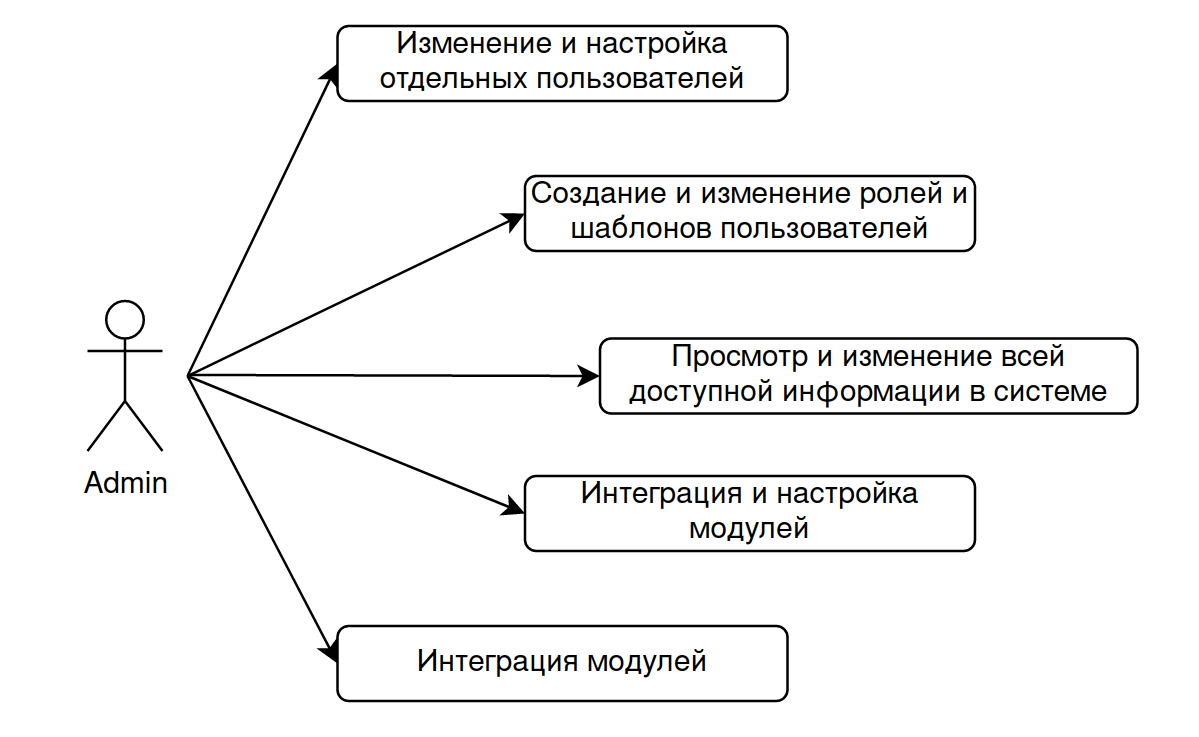 Изменение и настройка
отдельных пользователей
Создание и изменение ролей и
шаблонов пользователей
Просмотр и изменение всей
доступной информации в системе
Admin
Интеграция и настройка
модулей
Интеграция модулей